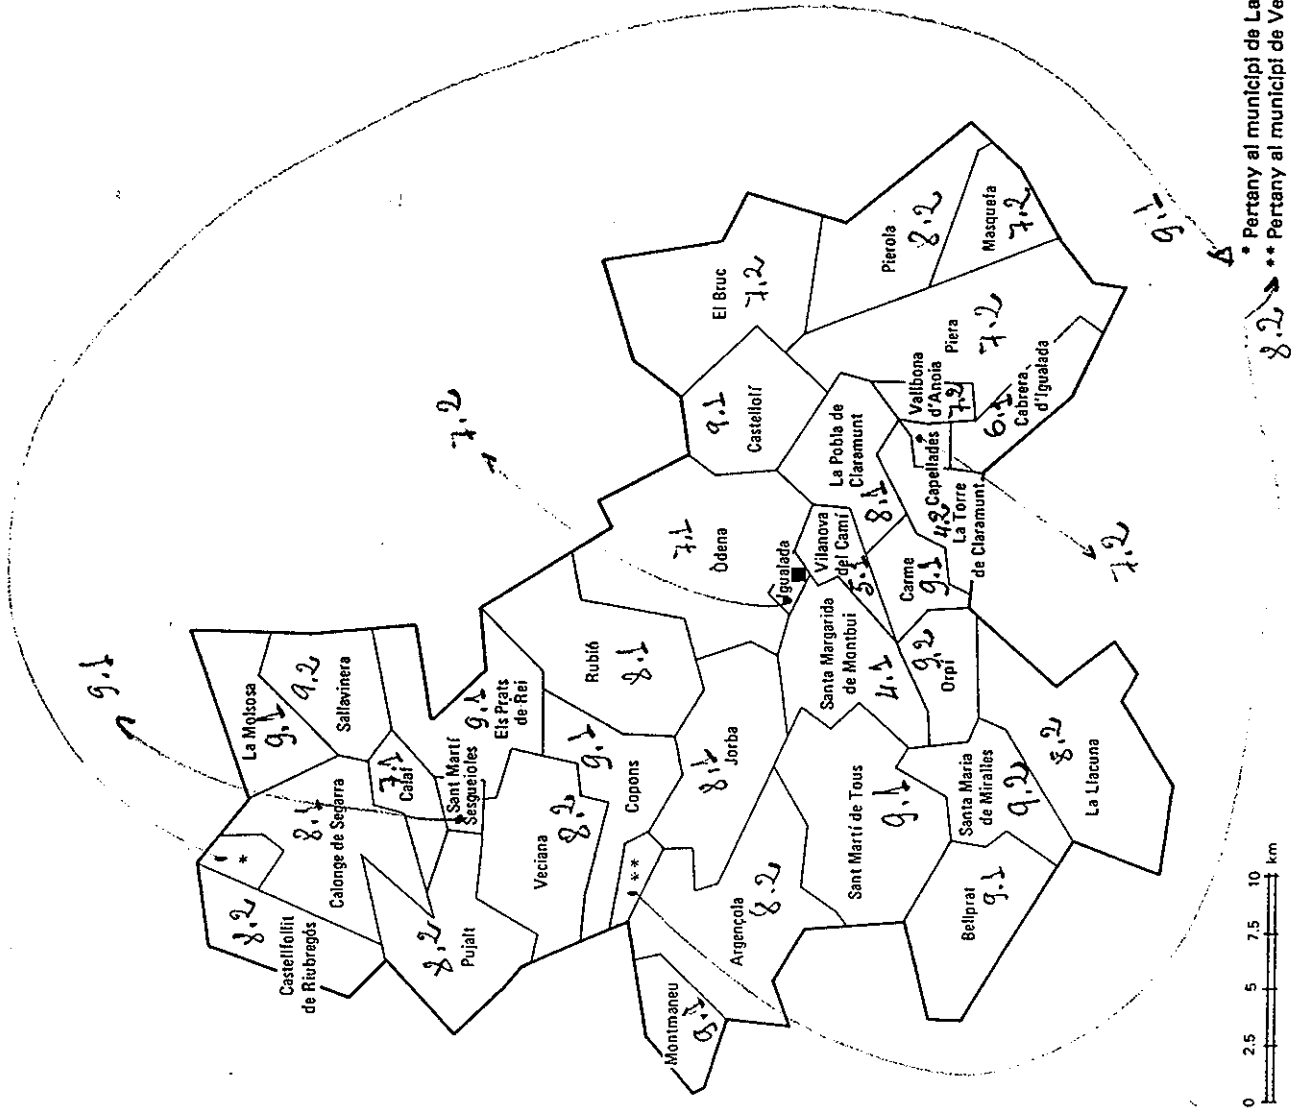 9.1
La Molsosa
9.1
Sallavinera
9.2
*
Calonge de Segarra
8.1
Castellfollit
de Riubregós
8.2
Calaf
7.1
Sant Martí
Sesgueioles
9.1
Els Prats
de Rei
Pujalt
8.2
Veciana
8.2
Copons
9.1
Rubió
8.1
**
7.2
Òdena
7.1
Igualada
Castellolí
9.1
El Bruc
7.2
Pierola
8.2
Masquefa
7.2
Piera
7.2
Vallbona
d'Anoia
7.2
Cabrera
d'Igualada
6.1
La Pobla de
Claramunt
8.1
Capellades
La Torre
de Claramunt
4.2
7.2
Vilanova
del Camí
5.1
Carme
9.1
Santa Margarida
de Montbui
4.1
Orpí
9.2
Jorba
8.1
Montmaneu
9.1
Argençola
8.2
Sant Martí de Tous
9.1
Santa Maria
de Miralles
9.2
Bellprat
9.1
La Llacuna
8.2
0 2.5 5 7.5 10 km
9.1
* Pertany al municipi de La
8.2
** Pertany al municipi de Ve